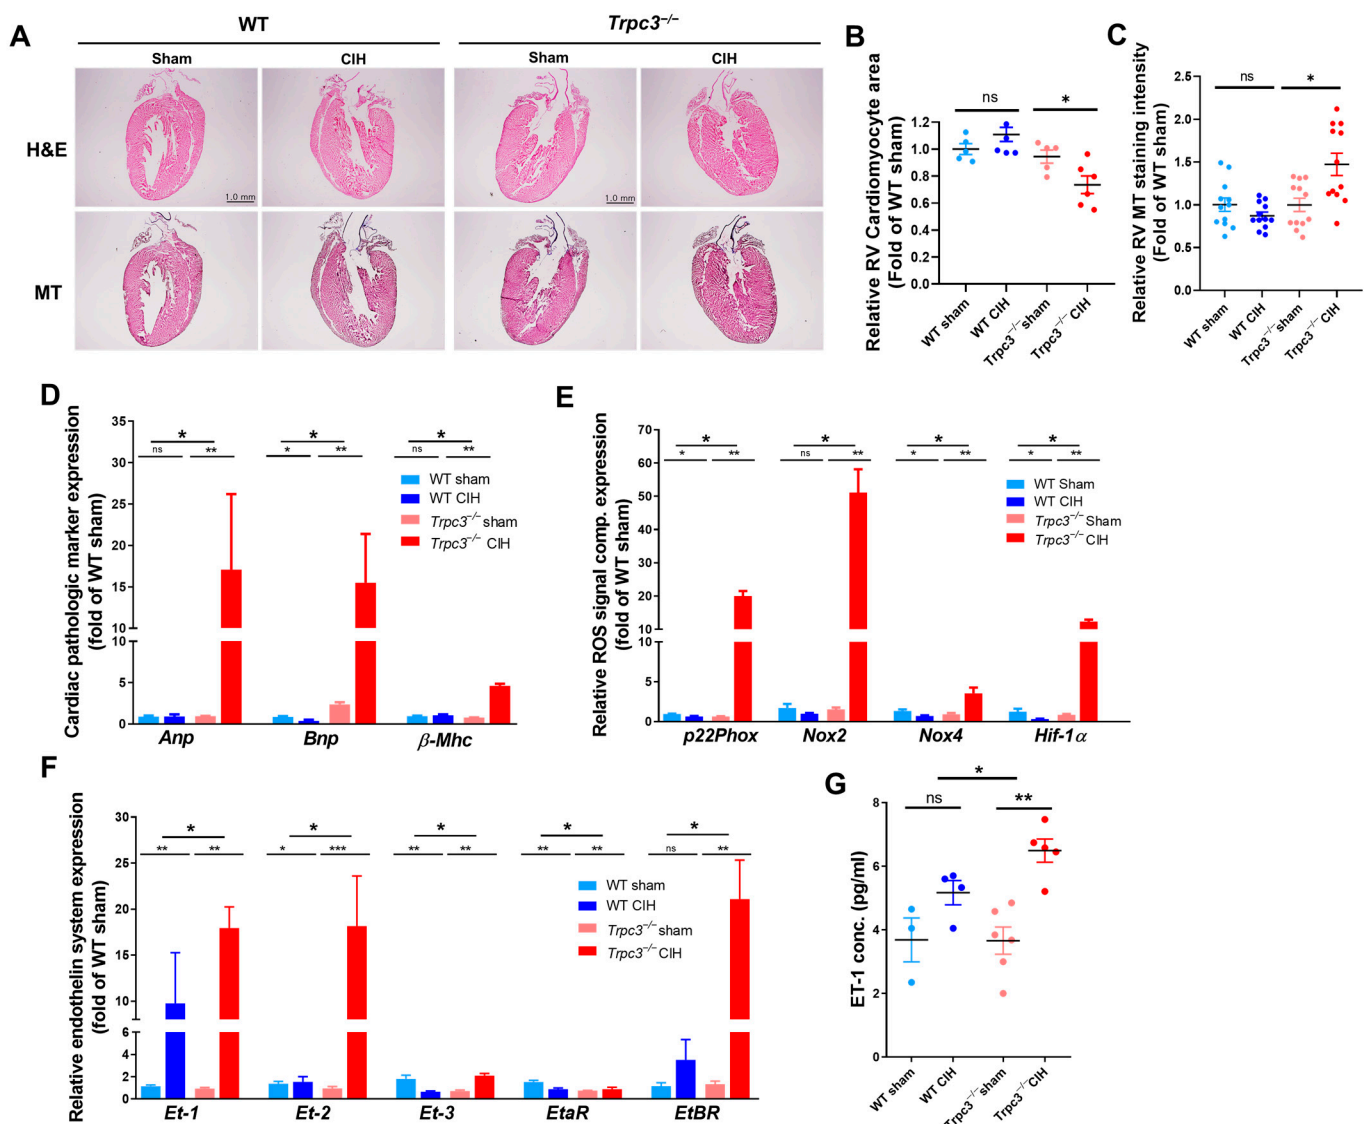 A
WT
Trpc3⁻/⁻
Sham
CIH
Sham
CIH
H&E
1.0 mm
1.0 mm
MT
B
Relative RV Cardiomyocyte area
(Fold of WT sham)
ns
*
1.2
1.0
0.8
0.6
0.4
0.2
0.0
WT sham
WT CIH
Trpc3⁻/⁻ sham
Trpc3⁻/⁻ CIH
C
Relative RV MT staining intensity
(Fold of WT sham)
ns
*
2.5
2.0
1.5
1.0
0.5
0.0
WT sham
WT CIH
Trpc3⁻/⁻ sham
Trpc3⁻/⁻ CIH
D
Cardiac pathologic marker expression
(fold of WT sham)
35
30
25
20
15
10
10
5
0
*
ns
**
*
*
**
*
ns
**
WT sham
WT CIH
Trpc3⁻/⁻ sham
Trpc3⁻/⁻ CIH
Anp
Bnp
β-Mhc
E
Relative ROS signal comp. expression
(fold of WT sham)
70
60
50
40
30
20
10
10
5
0
*
*
**
*
ns
**
*
*
**
*
*
**
WT Sham
WT CIH
Trpc3⁻/⁻ Sham
Trpc3⁻/⁻ CIH
p22Phox
Nox2
Nox4
Hif-1α
F
Relative endothelin system expression
(fold of WT sham)
30
25
20
15
10
6
4
2
0
*
**
**
*
*
***
*
**
**
*
**
**
*
ns
**
WT sham
WT CIH
Trpc3⁻/⁻ sham
Trpc3⁻/⁻ CIH
Et-1
Et-2
Et-3
EtaR
EtBR
G
ET-1 conc. (pg/ml)
*
ns
**
8
6
4
2
0
WT sham
WT CIH
Trpc3⁻/⁻ sham
Trpc3⁻/⁻ CIH